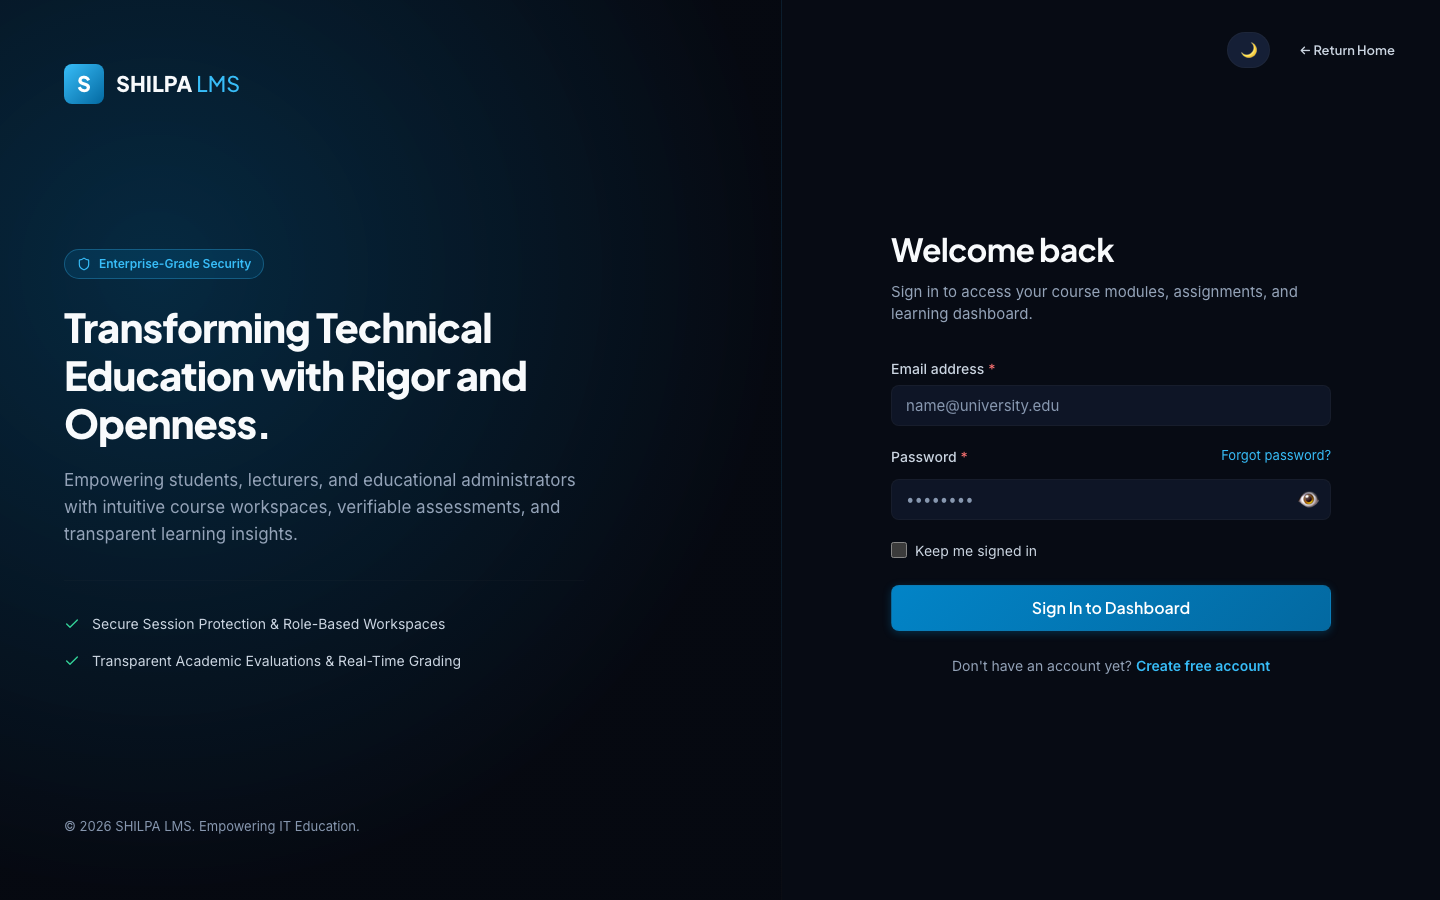 S SHILPA LMS
Enterprise-Grade Security
Transforming Technical
Education with Rigor and
Openness.
Empowering students, lecturers, and educational administrators
with intuitive course workspaces, verifiable assessments, and
transparent learning insights.
Secure Session Protection & Role-Based Workspaces
Transparent Academic Evaluations & Real-Time Grading
© 2026 SHILPA LMS. Empowering IT Education.
← Return Home
Welcome back
Sign in to access your course modules, assignments, and
learning dashboard.
Email address *
name@university.edu
Password *
Forgot password?
••••••••
Keep me signed in
Sign In to Dashboard
Don't have an account yet? Create free account